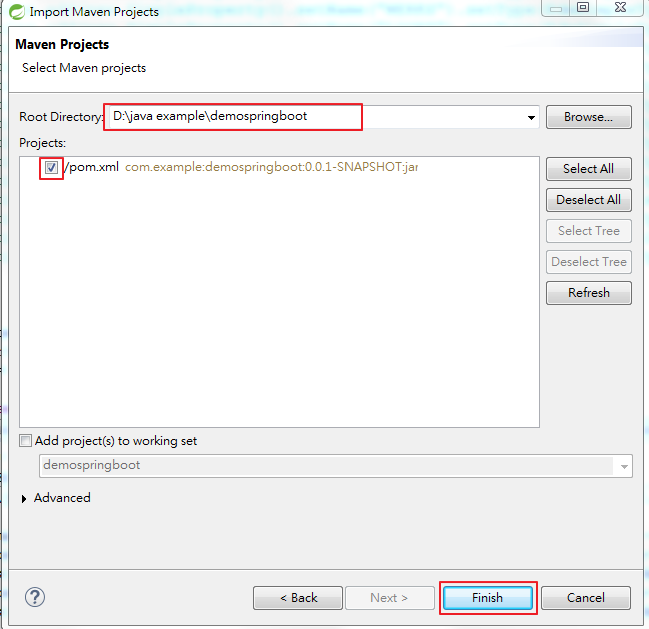 Import Maven Projects
Maven Projects
Select Maven projects
Root Directory: D:\java example\demospringboot
Browse...
Projects:
/pom.xml com.example:demospringboot:0.0.1-SNAPSHOT:jar
Select All
Deselect All
Select Tree
Deselect Tree
Refresh
Add project(s) to working set
demospringboot
Advanced
?
< Back
Next >
Finish
Cancel